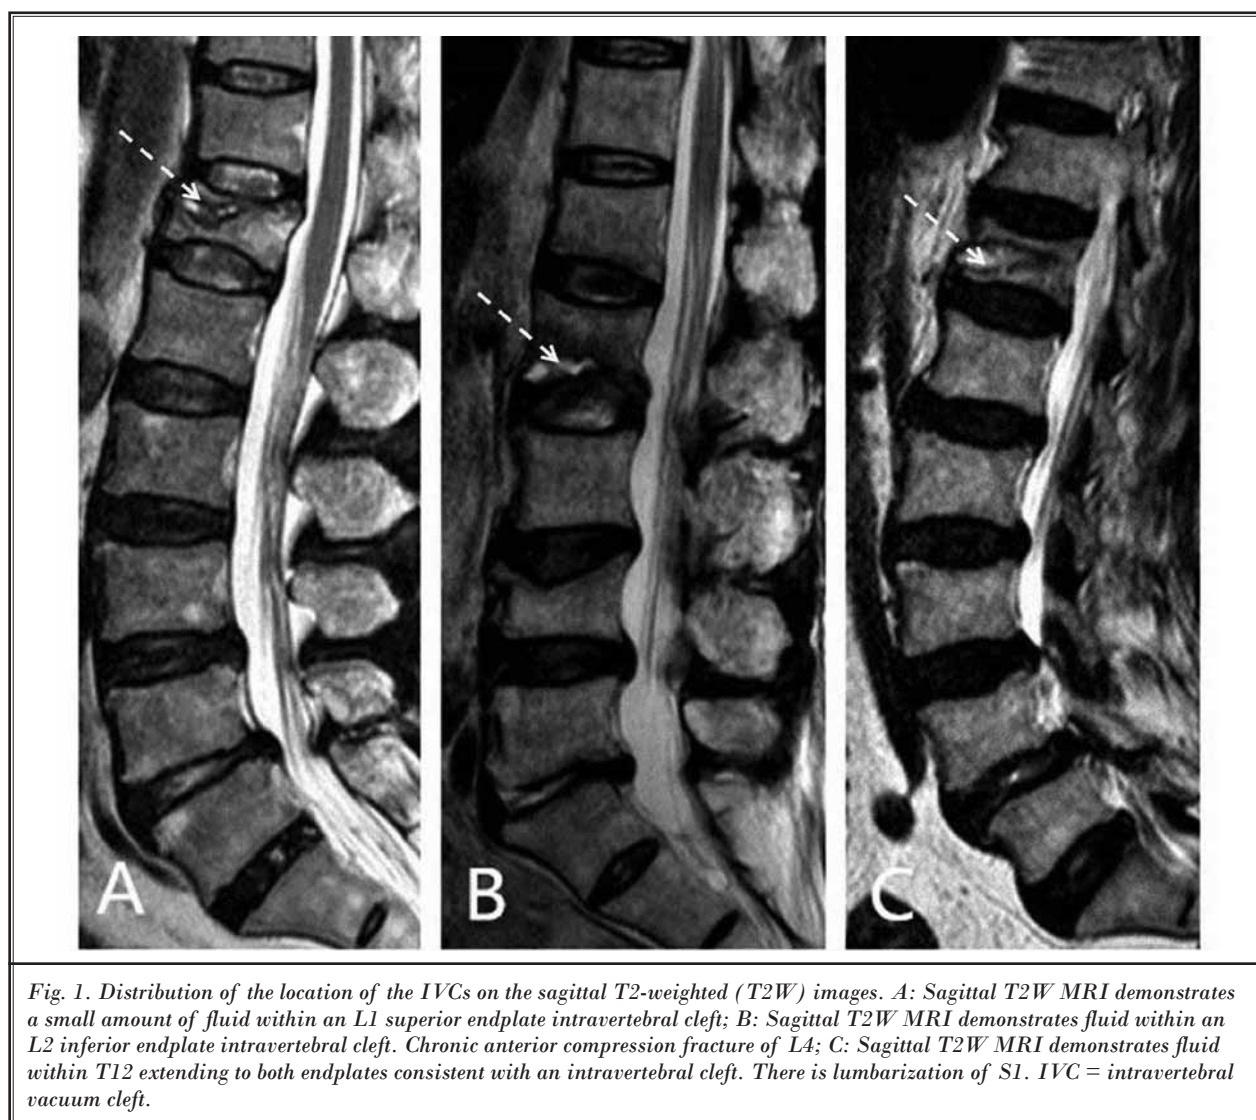 A
B
C
Fig. 1. Distribution of the location of the IVCs on the sagittal T2-weighted (T2W) images. A: Sagittal T2W MRI demonstrates
a small amount of fluid within an L1 superior endplate intravertebral cleft; B: Sagittal T2W MRI demonstrates fluid within an
L2 inferior endplate intravertebral cleft. Chronic anterior compression fracture of L4; C: Sagittal T2W MRI demonstrates fluid
within T12 extending to both endplates consistent with an intravertebral cleft. There is lumbarization of S1. IVC = intravertebral
vacuum cleft.